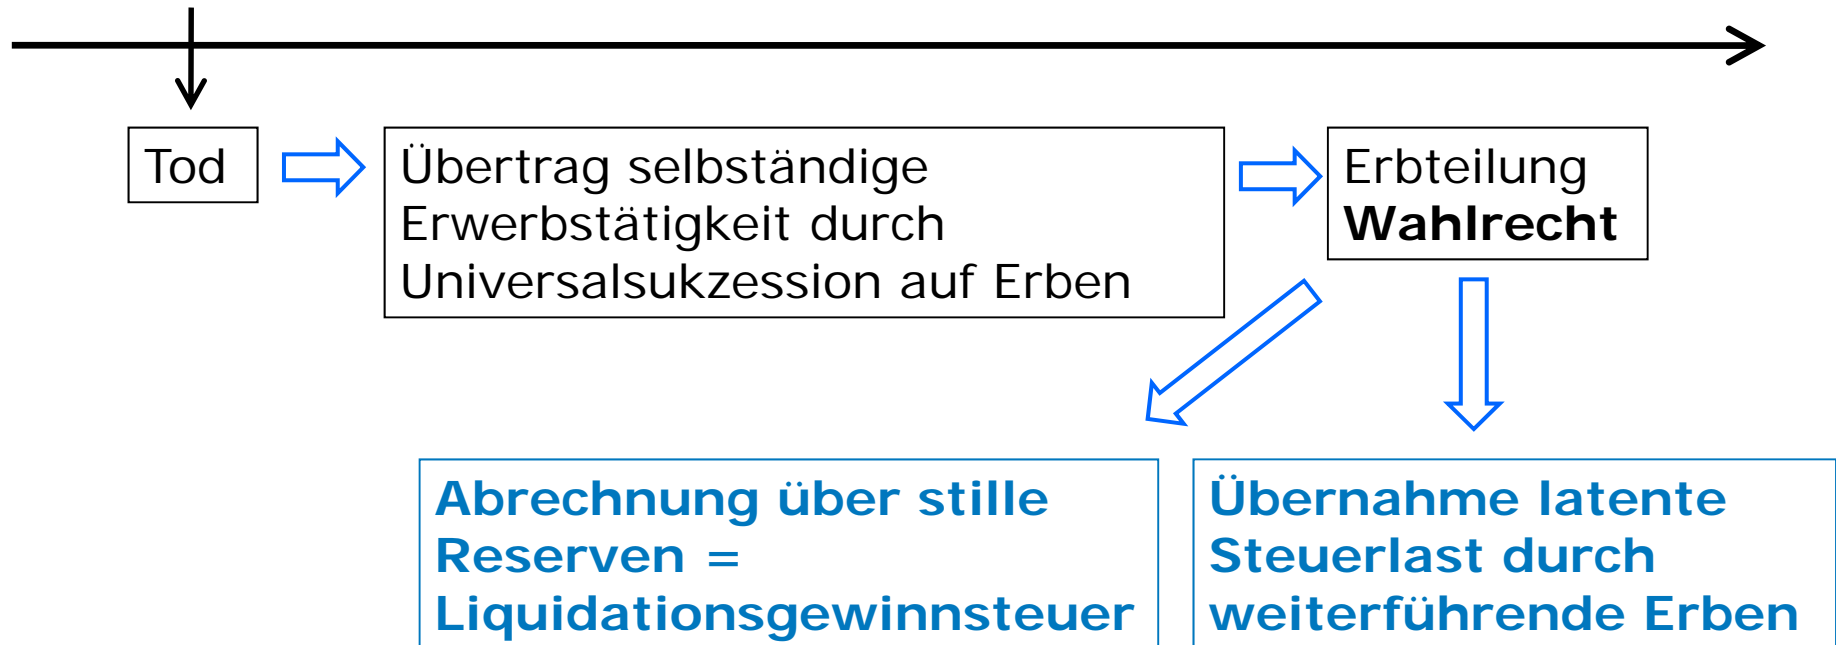 Tod
Übertrag selbständige
Erwerbstätigkeit durch
Universalsukzession auf Erben
Erbteilung
Wahlrecht
Abrechnung über stille
Reserven =
Liquidationsgewinnsteuer
Übernahme latente
Steuerlast durch
weiterführende Erben